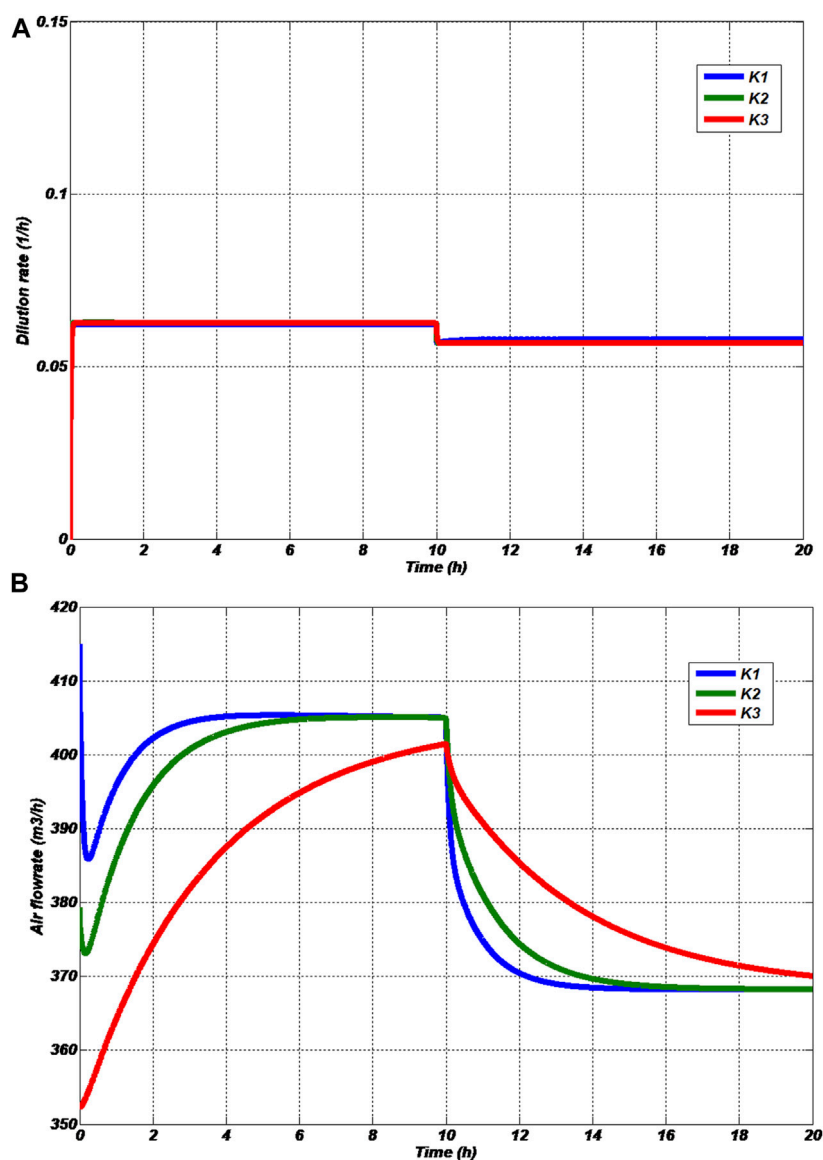 A
0.15
0.1
0.05
0
Dilution rate (1/h)
K1
K2
K3
0 2 4 6 8 10 12 14 16 18 20
Time (h)
B
420
410
400
390
380
370
360
350
Air flowrate (m3/h)
K1
K2
K3
0 2 4 6 8 10 12 14 16 18 20
Time (h)